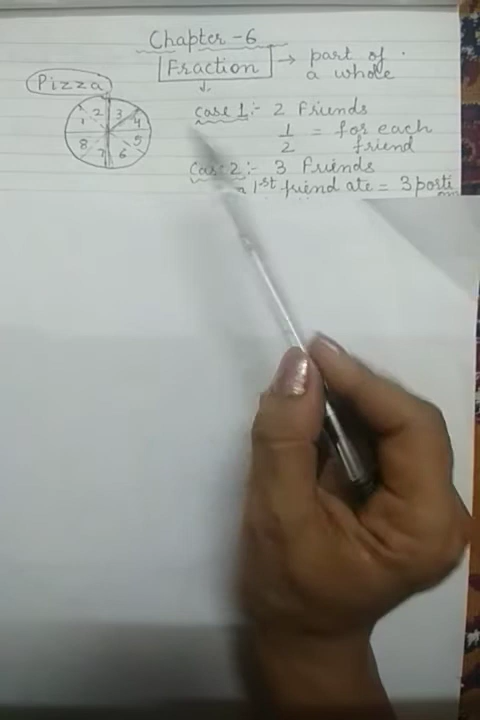 Chapter - 6
Fraction → part of a whole
Pizza
1 2 3 4 5 6 7 8
Case 1:- 2 Friends
1/2 = for each friend
Case 2:- 3 Friends
1st friend ate = 3 portion